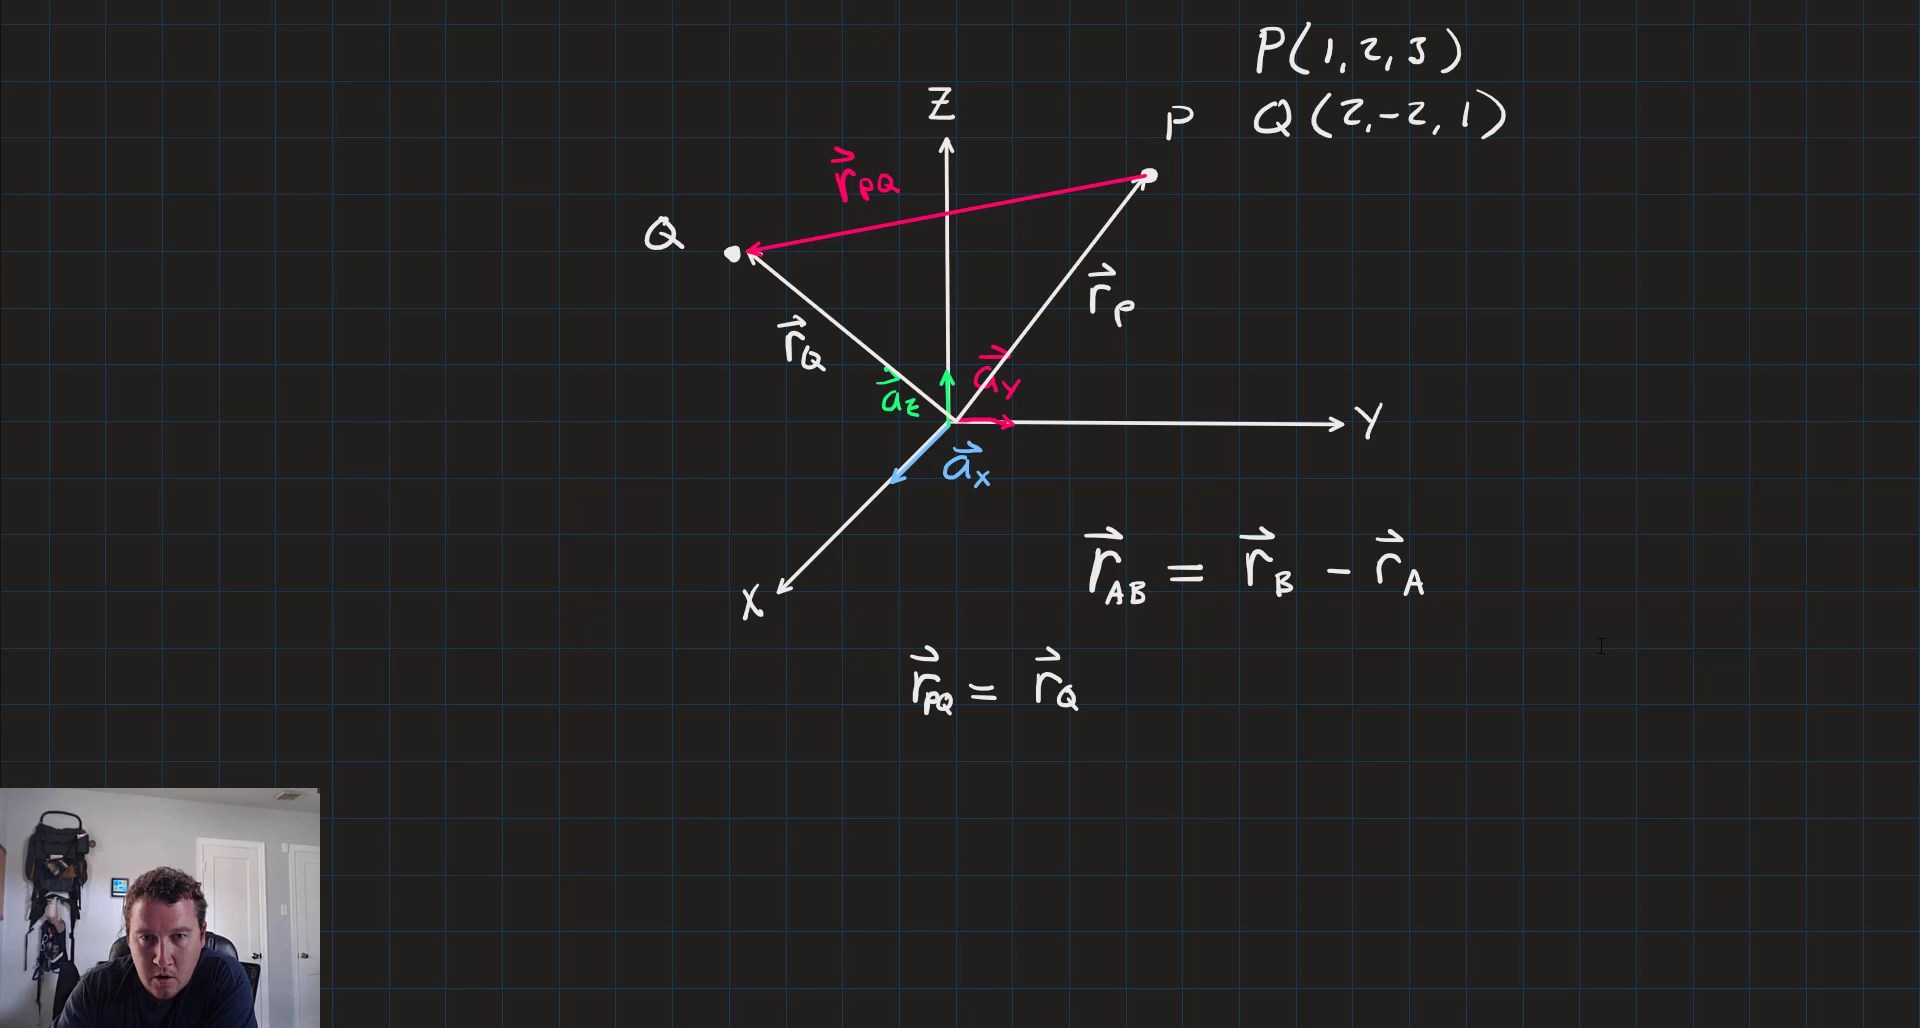 P(1,2,3)
Z
P
Q(2,-2,1)
r⃗PQ
Q
r⃗P
r⃗Q
a⃗Y
a⃗z
Y
a⃗x
r⃗AB = r⃗B - r⃗A
X
r⃗PQ = r⃗Q